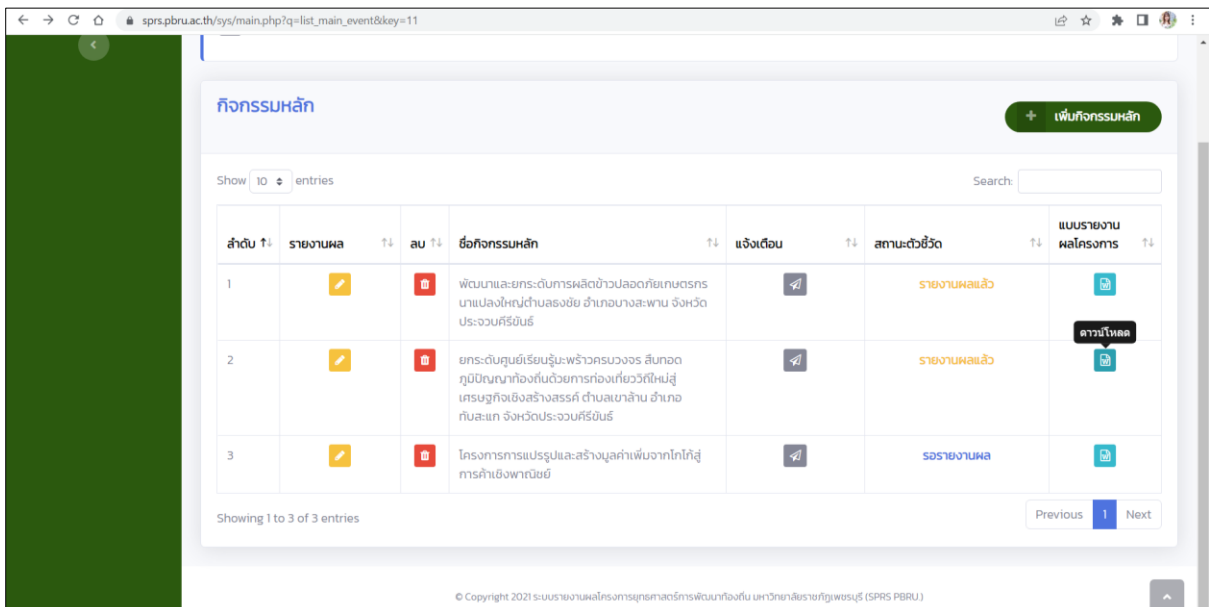 sprs.pbru.ac.th/sys/main.php?q=list_main_event&key=11
กิจกรรมหลัก
+ เพิ่มกิจกรรมหลัก
Show 10 entries
Search:
ลำดับ รายงานผล ลบ ชื่อกิจกรรมหลัก แจ้งเตือน สถานะตัวชี้วัด แบบรายงาน
ผลโครงการ
1 พัฒนาและยกระดับการผลิตข้าวปลอดภัยเกษตรกร รายงานผลแล้ว
นาแปลงใหญ่ตำบลธงชัย อำเภอบางสะพาน จังหวัด
ประจวบคีรีขันธ์
ดาวน์โหลด
2 ยกระดับศูนย์เรียนรู้มะพร้าวครบวงจร สืบทอด รายงานผลแล้ว
ภูมิปัญญาท้องถิ่นด้วยการท่องเที่ยววิถีใหม่สู่
เศรษฐกิจเชิงสร้างสรรค์ ตำบลเขาล้าน อำเภอ
ทับสะแก จังหวัดประจวบคีรีขันธ์
3 โครงการการแปรรูปและสร้างมูลค่าเพิ่มจากโกโก้สู่ รอรายงานผล
การค้าเชิงพาณิชย์
Showing 1 to 3 of 3 entries
Previous 1 Next
© Copyright 2021 ระบบรายงานผลโครงการยุทธศาสตร์การพัฒนาท้องถิ่น มหาวิทยาลัยราชภัฏเพชรบุรี (SPRS PBRU.)